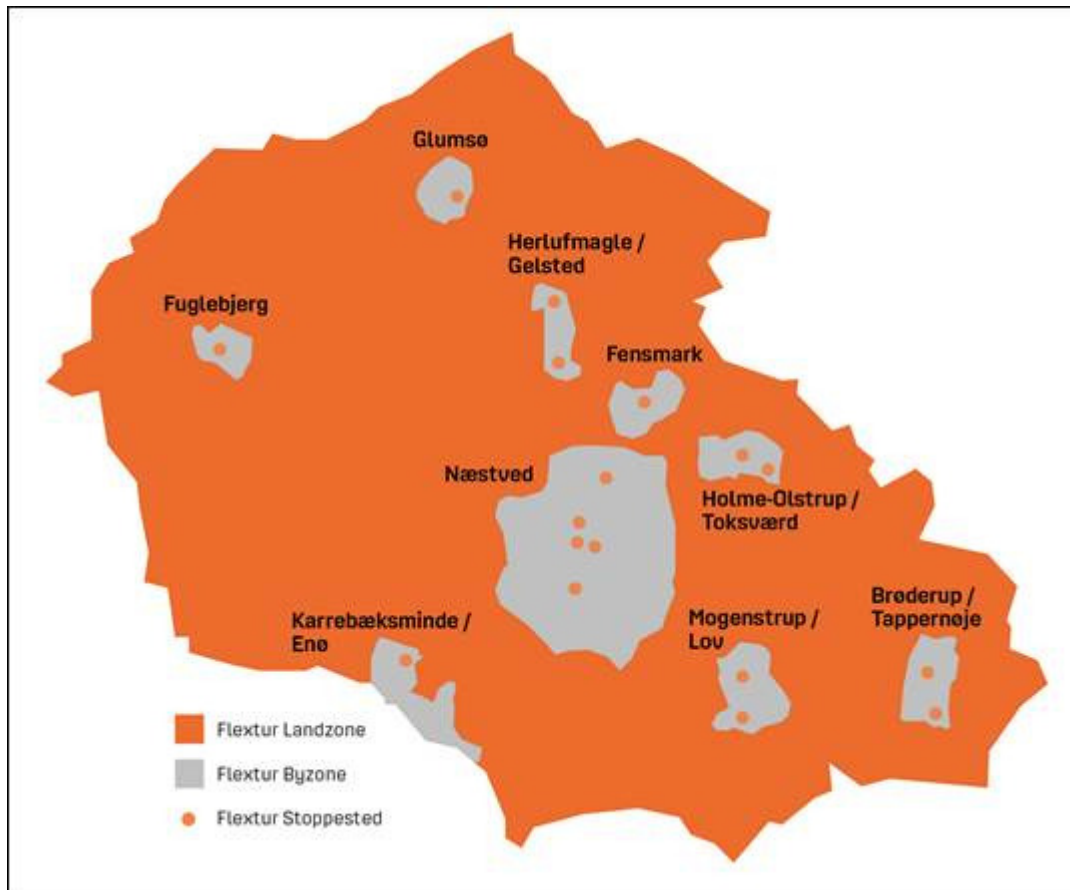 Glumsø
Herlufmagle /
Gelsted
Fuglebjerg
Fensmark
Næstved
Holme-Olstrup /
Toksværd
Brøderup /
Tappernøje
Karrebæksminde /
Enø
Mogenstrup /
Lov
Flextur Landzone
Flextur Byzone
Flextur Stoppested